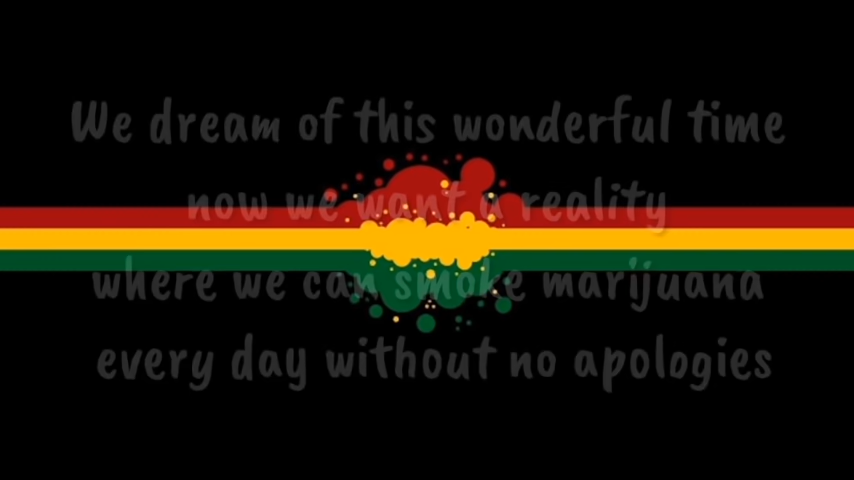 We dream of this wonderful time
now we want a reality
where we can smoke marijuana
every day without no apologies